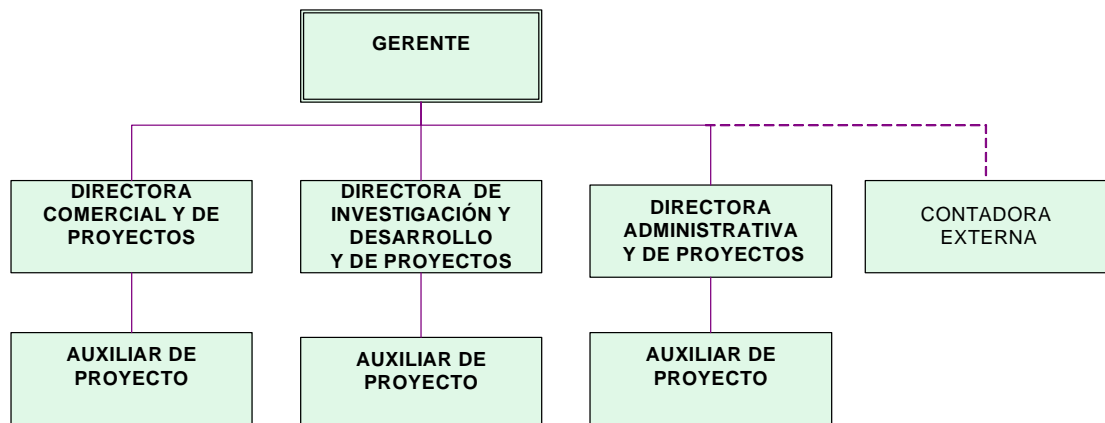 GERENTE
DIRECTORA
COMERCIAL Y DE
PROYECTOS
DIRECTORA DE
INVESTIGACIÓN Y
DESARROLLO
Y DE PROYECTOS
DIRECTORA
ADMINISTRATIVA
Y DE PROYECTOS
CONTADORA
EXTERNA
AUXILIAR DE
PROYECTO
AUXILIAR DE
PROYECTO
AUXILIAR DE
PROYECTO